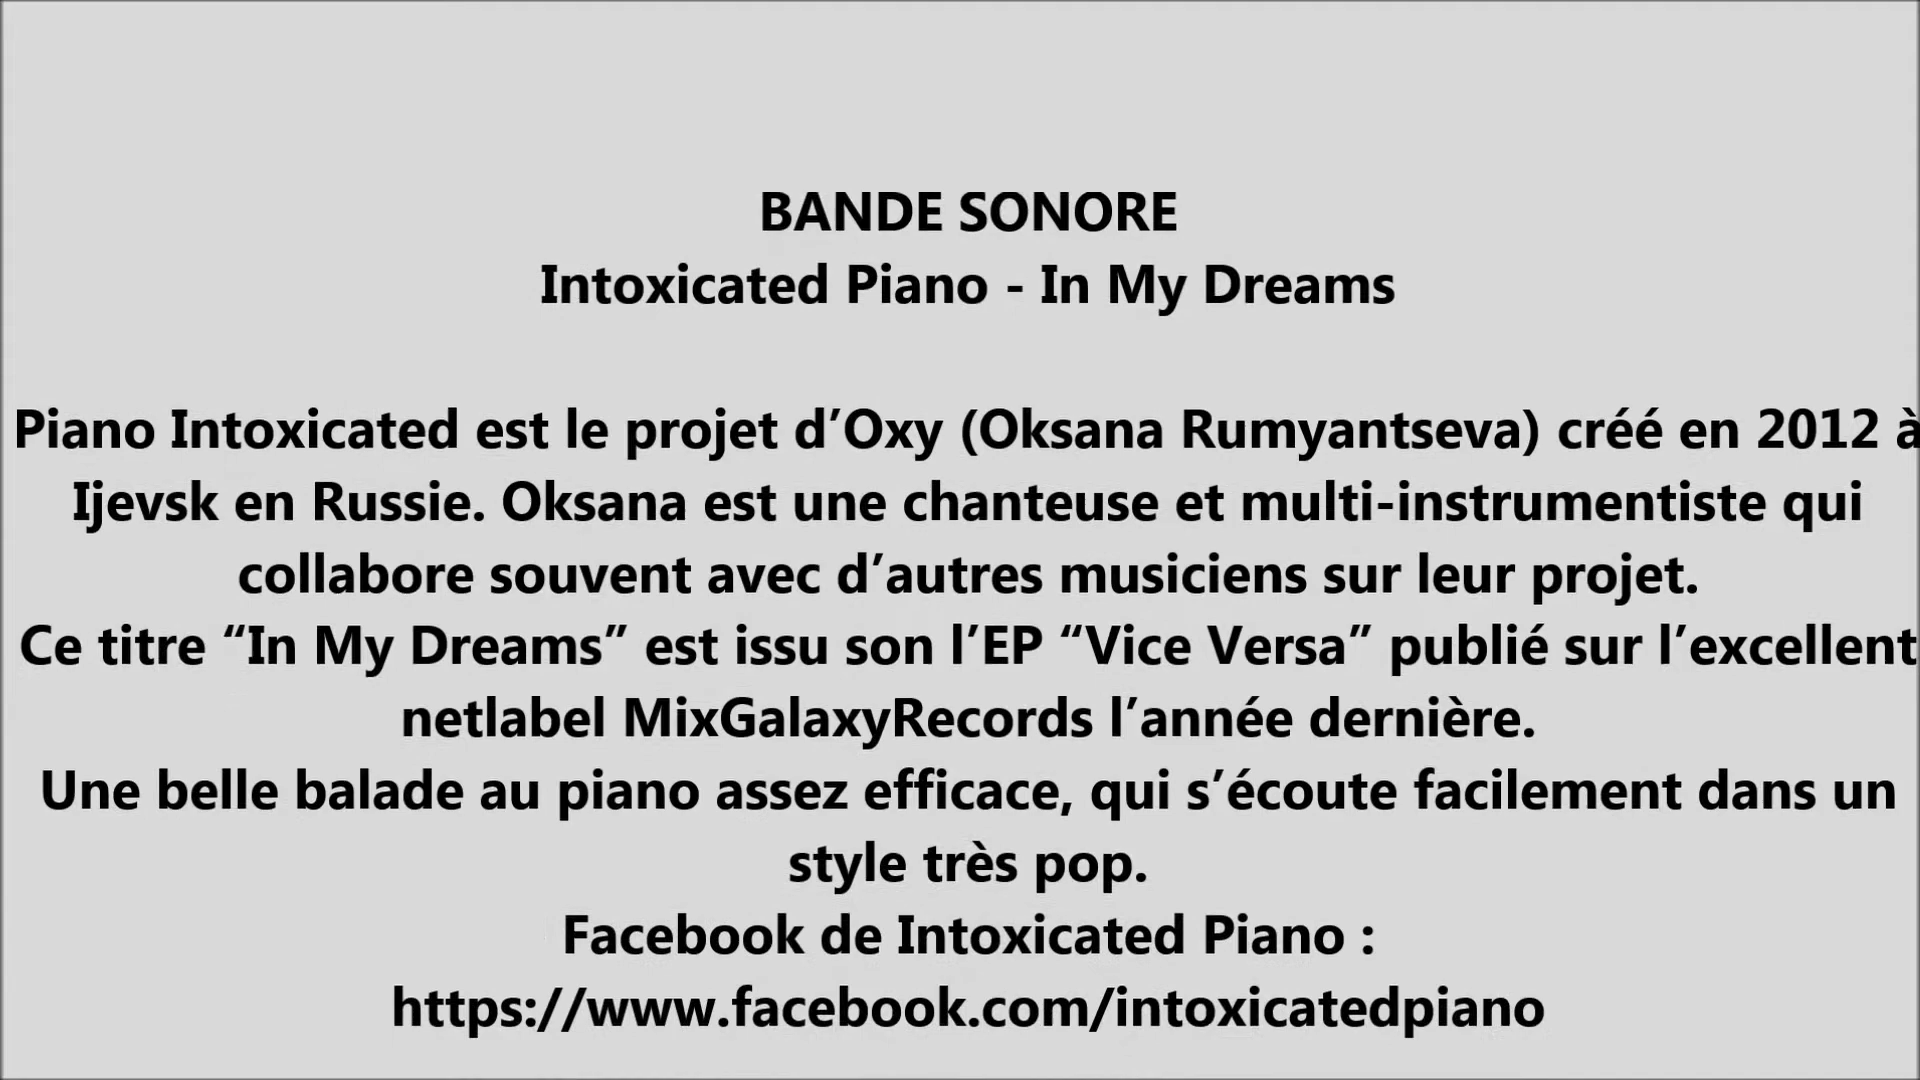 BANDE SONORE
Intoxicated Piano - In My Dreams
Piano Intoxicated est le projet d’Oxy (Oksana Rumyantseva) créé en 2012 à
Ijevsk en Russie. Oksana est une chanteuse et multi-instrumentiste qui
collabore souvent avec d’autres musiciens sur leur projet.
Ce titre “In My Dreams” est issu son l’EP “Vice Versa” publié sur l’excellent
netlabel MixGalaxyRecords l’année dernière.
Une belle balade au piano assez efficace, qui s’écoute facilement dans un
style très pop.
Facebook de Intoxicated Piano :
https://www.facebook.com/intoxicatedpiano